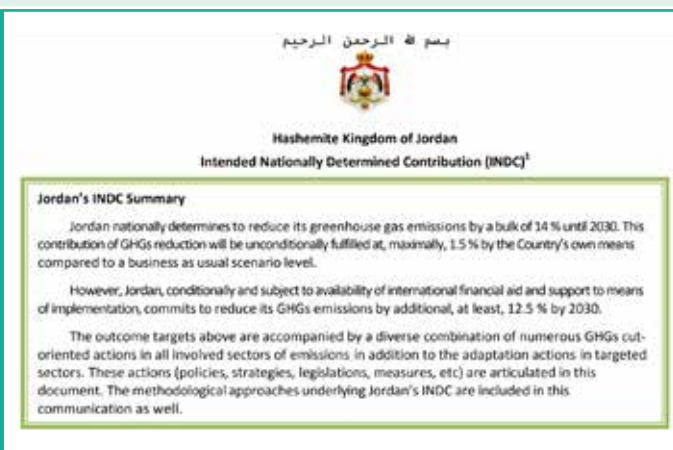 بسم الله الرحمن الرحيم
Hashemite Kingdom of Jordan
Intended Nationally Determined Contribution (INDC)¹
Jordan's INDC Summary
Jordan nationally determines to reduce its greenhouse gas emissions by a bulk of 14 % until 2030. This
contribution of GHGs reduction will be unconditionally fulfilled at, maximally, 1.5 % by the Country's own means
compared to a business as usual scenario level.
However, Jordan, conditionally and subject to availability of international financial aid and support to means
of implementation, commits to reduce its GHGs emissions by additional, at least, 12.5 % by 2030.
The outcome targets above are accompanied by a diverse combination of numerous GHGs cut-
oriented actions in all involved sectors of emissions in addition to the adaptation actions in targeted
sectors. These actions (policies, strategies, legislations, measures, etc) are articulated in this
document. The methodological approaches underlying Jordan's INDC are included in this
communication as well.